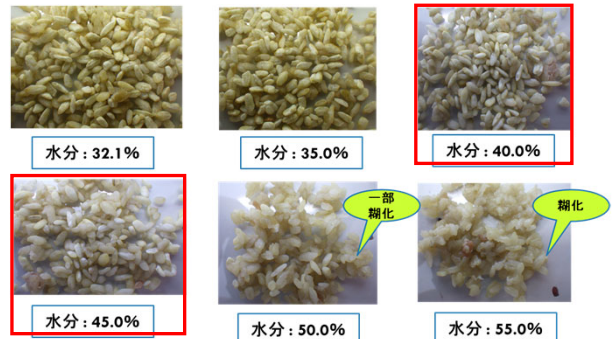 水分 : 32.1%
水分 : 35.0%
水分 : 40.0%
水分 : 45.0%
一部
糊化
水分 : 50.0%
糊化
水分 : 55.0%